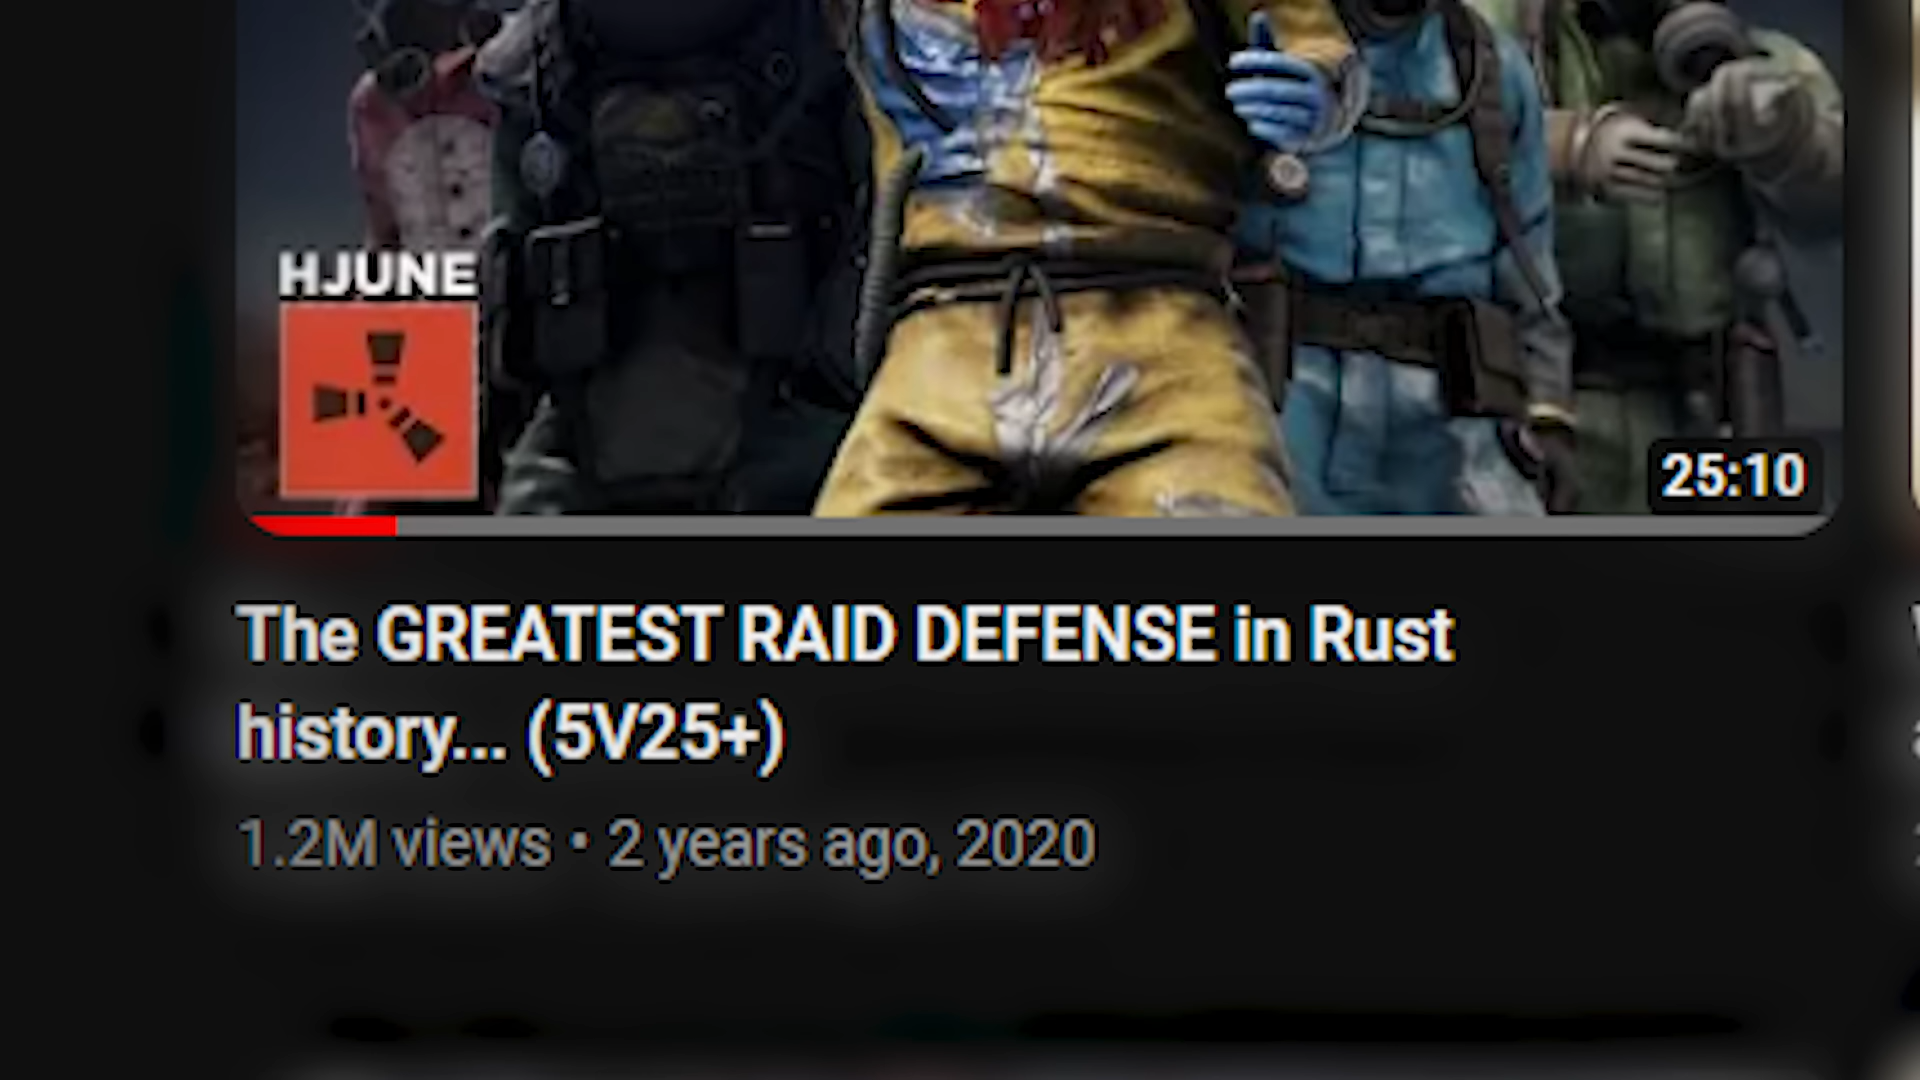 HJUNE
25:10
The GREATEST RAID DEFENSE in Rust
history... (5V25+)
1.2M views • 2 years ago, 2020